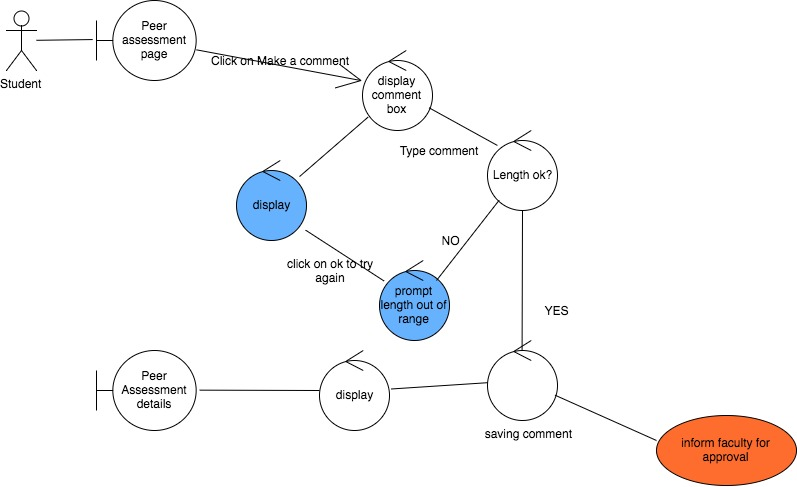 Student
Peer
assessment
page
Click on Make a comment
display
comment
box
Type comment
Length ok?
display
NO
click on ok to try
again
prompt
length out of
range
YES
Peer
Assessment
details
display
saving comment
inform faculty for
approval